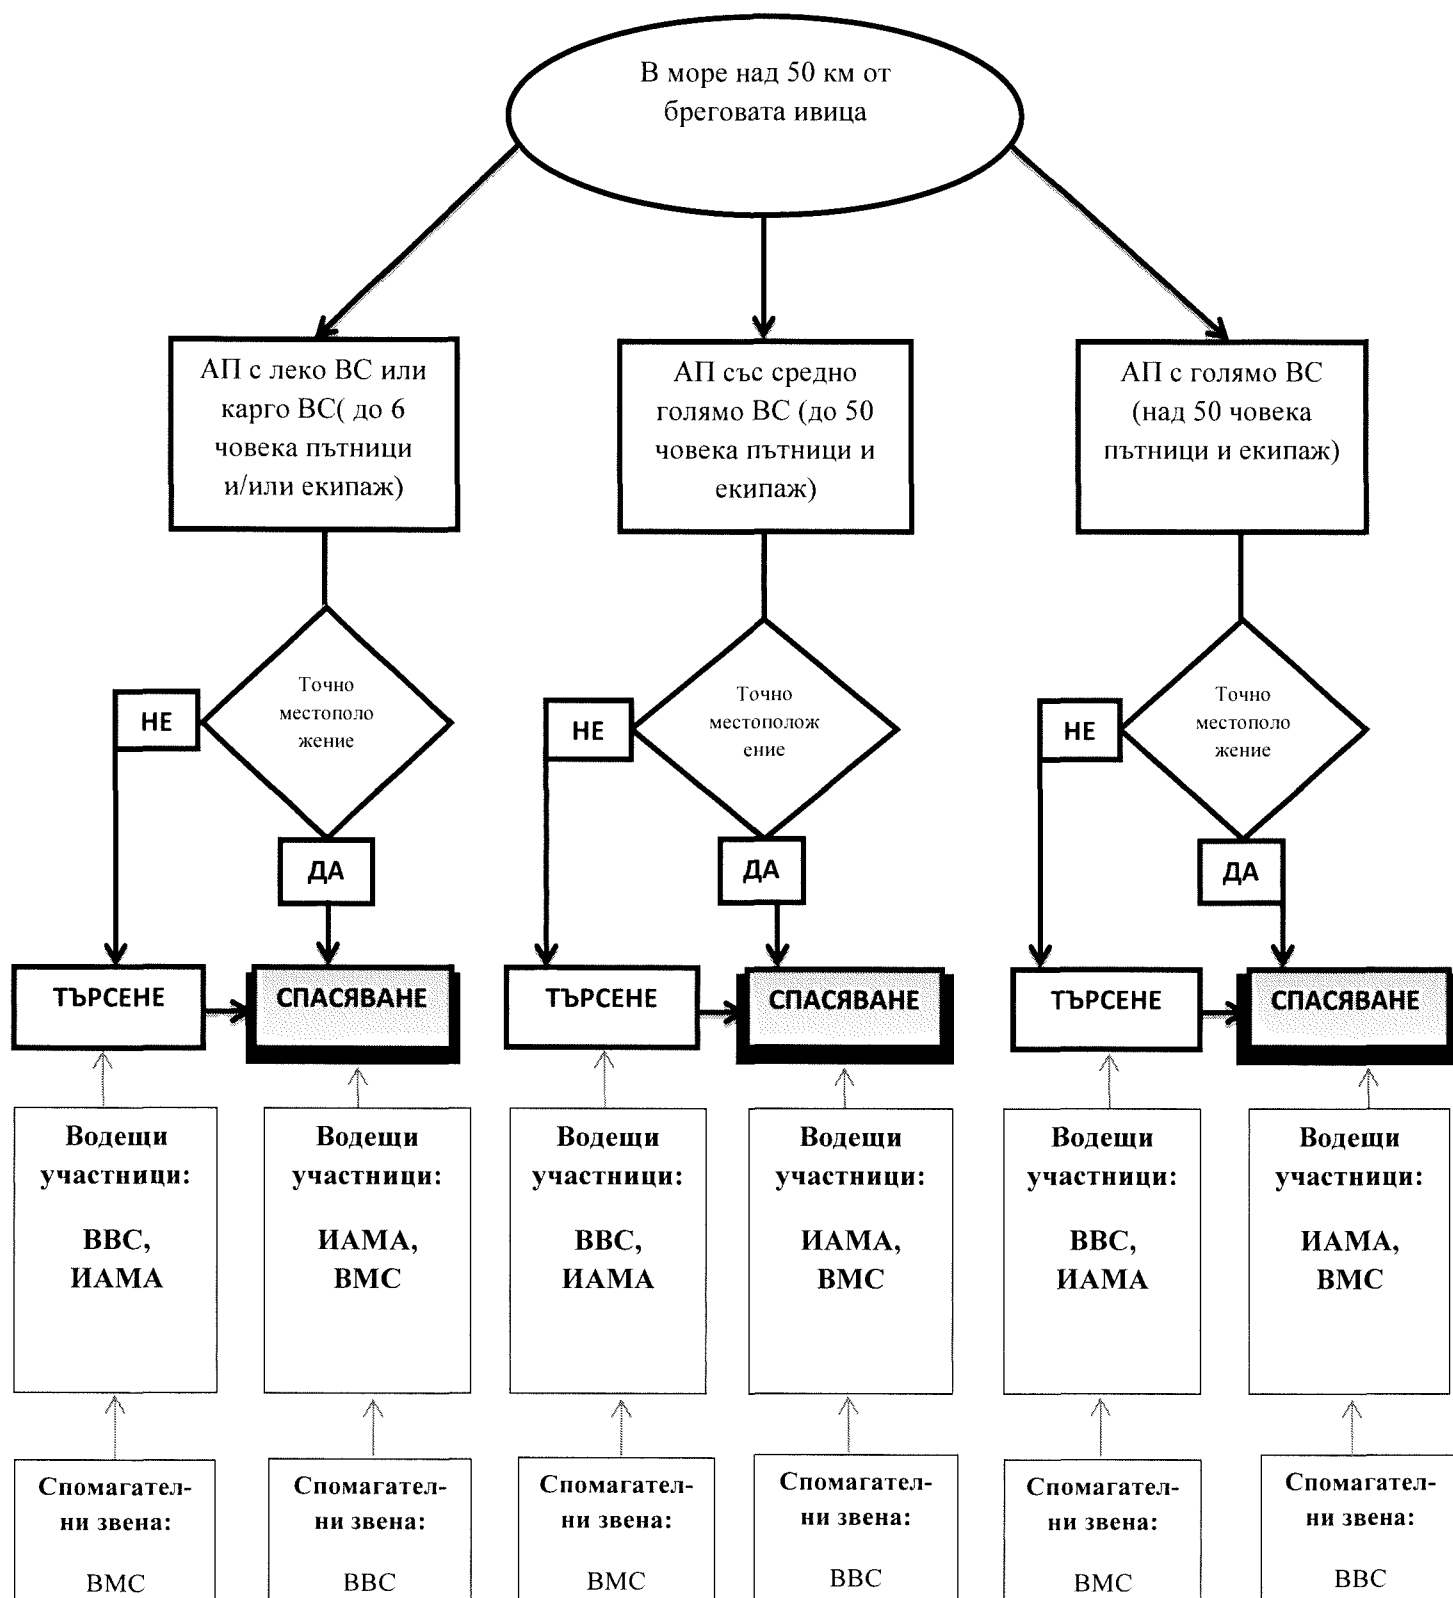 В море над 50 км от
бреговата ивица
АП с леко ВС или
карго ВС( до 6
човека пътници
и/или екипаж)
АП със средно
голямо ВС (до 50
човека пътници и
екипаж)
АП с голямо ВС
(над 50 човека
пътници и екипаж)
Точно
местополо
жение
НЕ
ДА
Точно
местополож
ение
НЕ
ДА
Точно
местополо
жение
НЕ
ДА
ТЪРСЕНЕ
СПАСЯВАНЕ
ТЪРСЕНЕ
СПАСЯВАНЕ
ТЪРСЕНЕ
СПАСЯВАНЕ
Водещи
участници:
ВВС,
ИАМА
Водещи
участници:
ИАМА,
ВМС
Водещи
участници:
ВВС,
ИАМА
Водещи
участници:
ИАМА,
ВМС
Водещи
участници:
ВВС,
ИАМА
Водещи
участници:
ИАМА,
ВМС
Спомагател-
ни звена:
ВМС
Спомагател-
ни звена:
ВВС
Спомагател-
ни звена:
ВМС
Спомагател-
ни звена:
ВВС
Спомагател-
ни звена:
ВМС
Спомагател-
ни звена:
ВВС